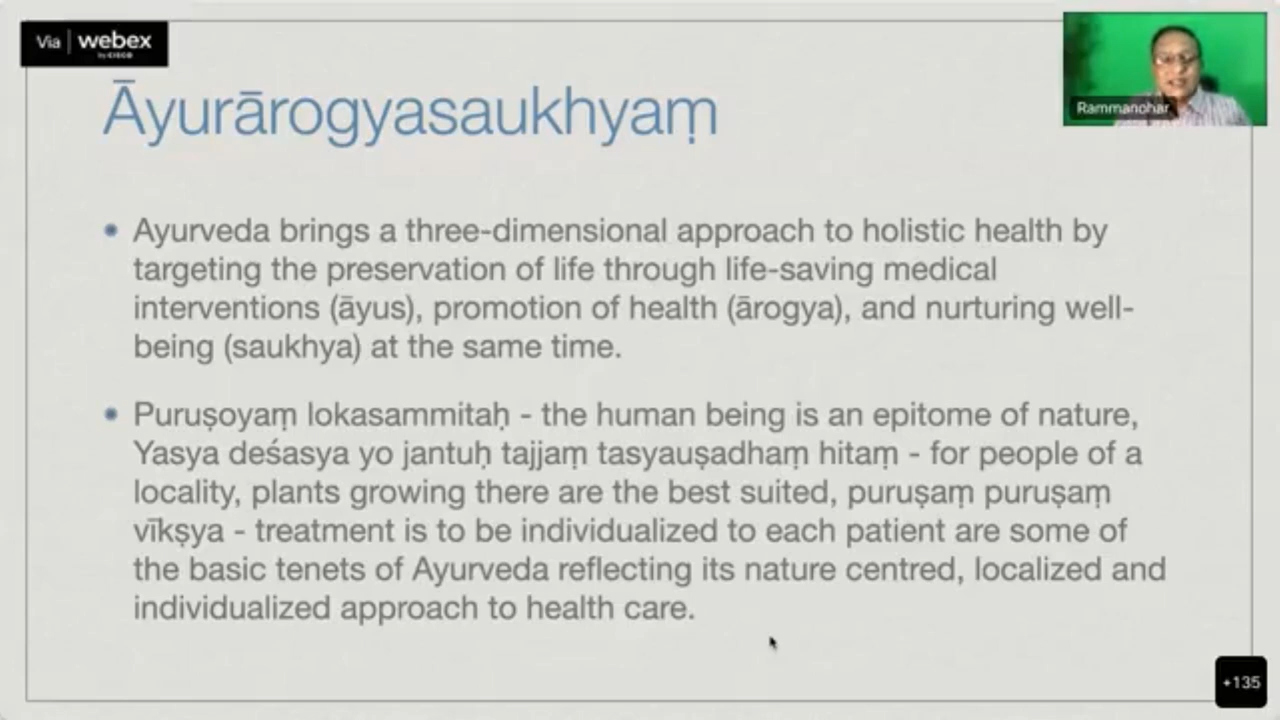 Via | webex
by CISCO
Rammanohar
Āyurārogyasaukhyaṃ
• Ayurveda brings a three-dimensional approach to holistic health by
targeting the preservation of life through life-saving medical
interventions (āyus), promotion of health (ārogya), and nurturing well-
being (saukhya) at the same time.
• Puruṣoyaṃ lokasammitaḥ - the human being is an epitome of nature,
Yasya deśasya yo jantuḥ tajjaṃ tasyauṣadhaṃ hitaṃ - for people of a
locality, plants growing there are the best suited, puruṣaṃ puruṣaṃ
vīkṣya - treatment is to be individualized to each patient are some of
the basic tenets of Ayurveda reflecting its nature centred, localized and
individualized approach to health care.
+135